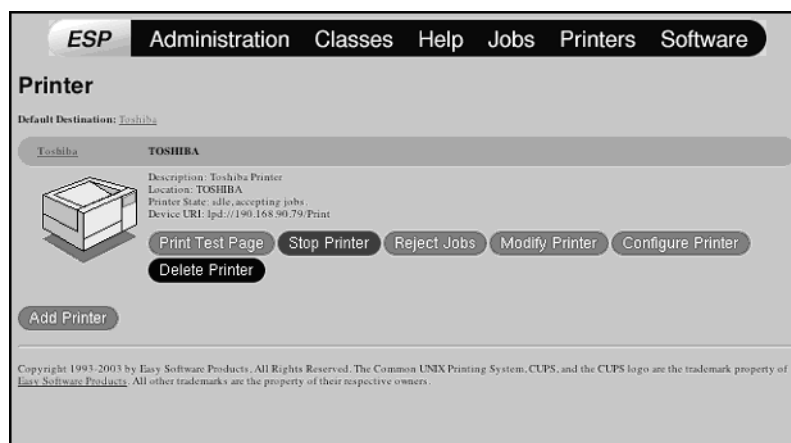 ESP Administration Classes Help Jobs Printers Software
Printer
Default Destination: Toshiba
Toshiba TOSHIBA
Description: Toshiba Printer
Location: TOSHIBA
Printer State: idle, accepting jobs.
Device URI: lpd://190.168.90.79/Print
Print Test Page Stop Printer Reject Jobs Modify Printer Configure Printer
Delete Printer
Add Printer
Copyright 1993-2003 by Easy Software Products, All Rights Reserved. The Common UNIX Printing System, CUPS, and the CUPS logo are the trademark property of
Easy Software Products. All other trademarks are the property of their respective owners.